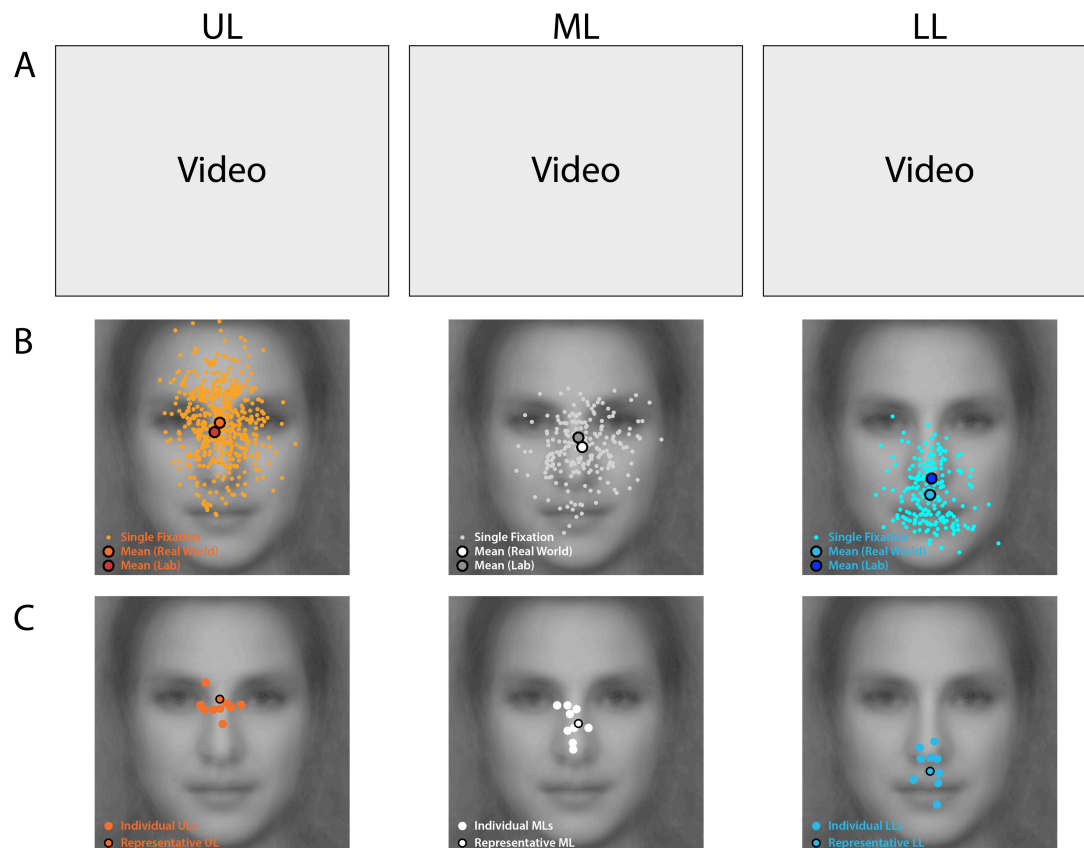 UL
ML
LL
A
Video
Video
Video
B
Single Fixation
Mean (Real World)
Mean (Lab)
Single Fixation
Mean (Real World)
Mean (Lab)
Single Fixation
Mean (Real World)
Mean (Lab)
C
Individual ULs
Representative UL
Individual MLs
Representative ML
Individual LLs
Representative LL